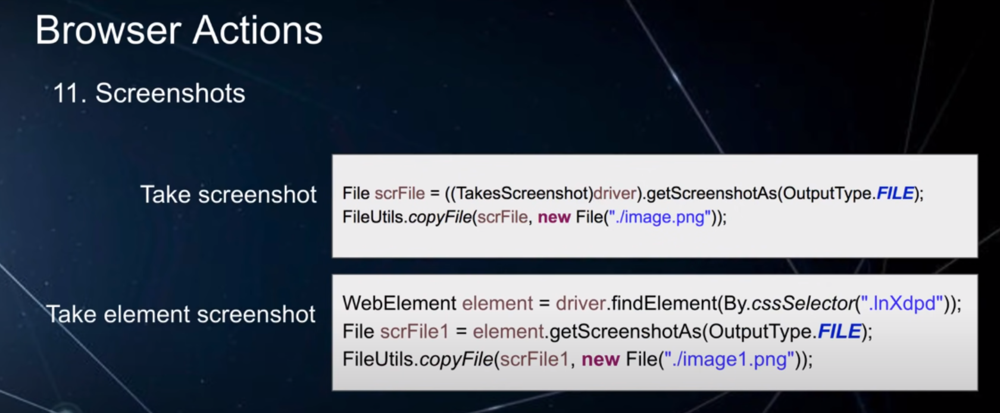 Browser Actions
11. Screenshots
Take screenshot
File scrFile = ((TakesScreenshot)driver).getScreenshotAs(OutputType.FILE);
FileUtils.copyFile(scrFile, new File("./image.png"));
Take element screenshot
WebElement element = driver.findElement(By.cssSelector(".lnXdpd"));
File scrFile1 = element.getScreenshotAs(OutputType.FILE);
FileUtils.copyFile(scrFile1, new File("./image1.png"));